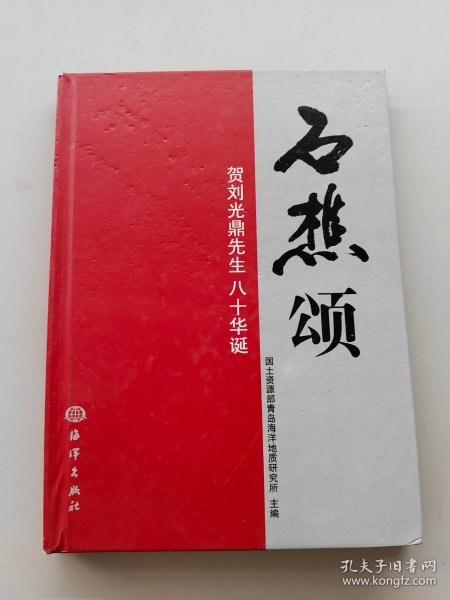 石樵颂
贺刘光鼎先生 八十华诞
国土资源部青岛海洋地质研究所 主编
海洋出版社
孔夫子旧书网
www.kongfz.com